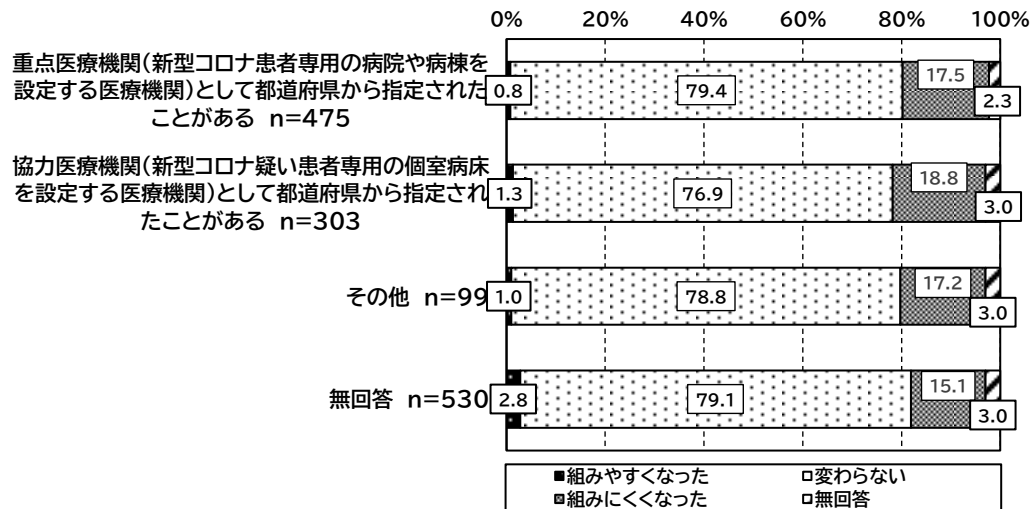 0% 20% 40% 60% 80% 100%
重点医療機関(新型コロナ患者専用の病院や病棟を
設定する医療機関)として都道府県から指定された
ことがある n=475
0.8 79.4 17.5 2.3
協力医療機関(新型コロナ疑い患者専用の個室病床
を設定する医療機関)として都道府県から指定され
たことがある n=303
1.3 76.9 18.8 3.0
その他 n=99 1.0 78.8 17.2 3.0
無回答 n=530 2.8 79.1 15.1 3.0
組みやすくなった 変わらない
組みにくくなった 無回答